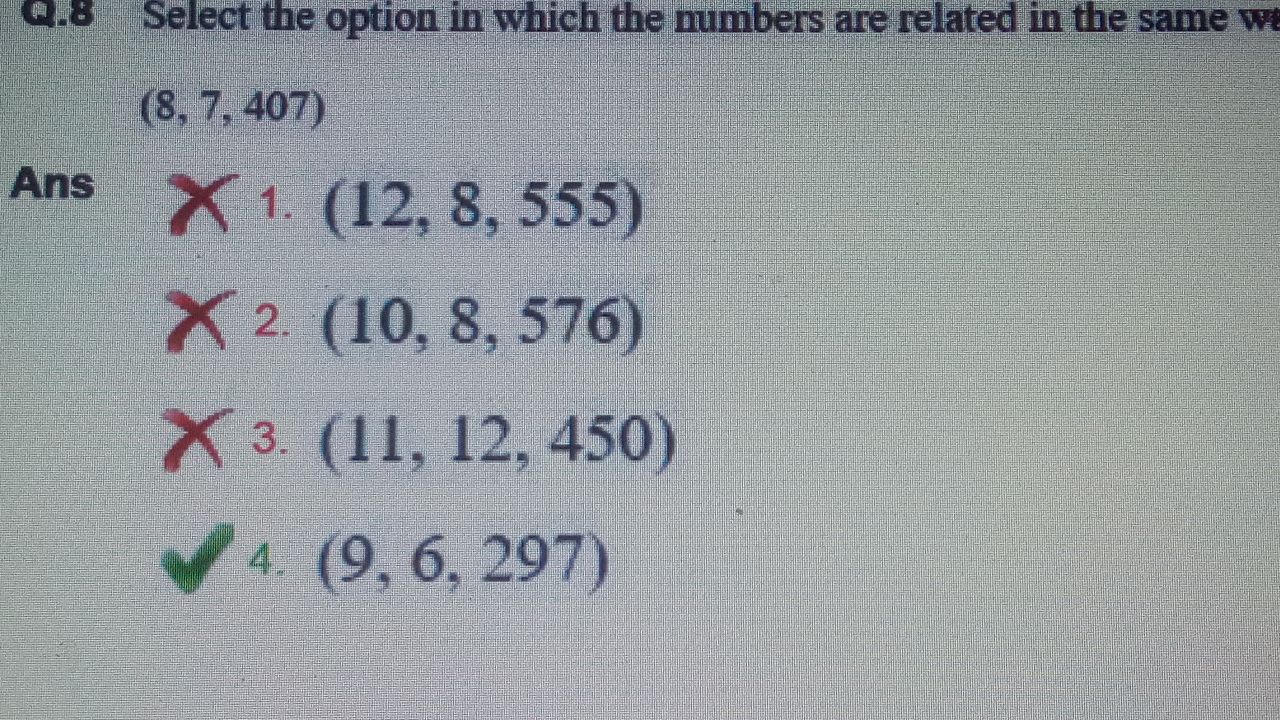 Q.8 Select the option in which the numbers are related in the same
(8, 7, 407)
Ans 1. (12, 8, 555)
2. (10, 8, 576)
3. (11, 12, 450)
4. (9, 6, 297)